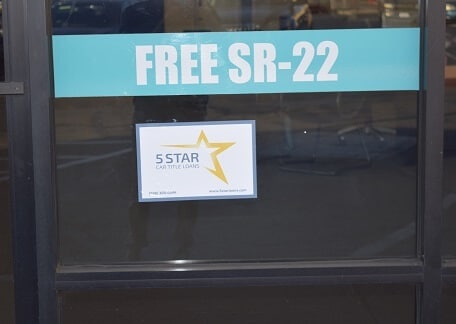 FREE SR-22
5 STAR
CAR TITLE LOANS